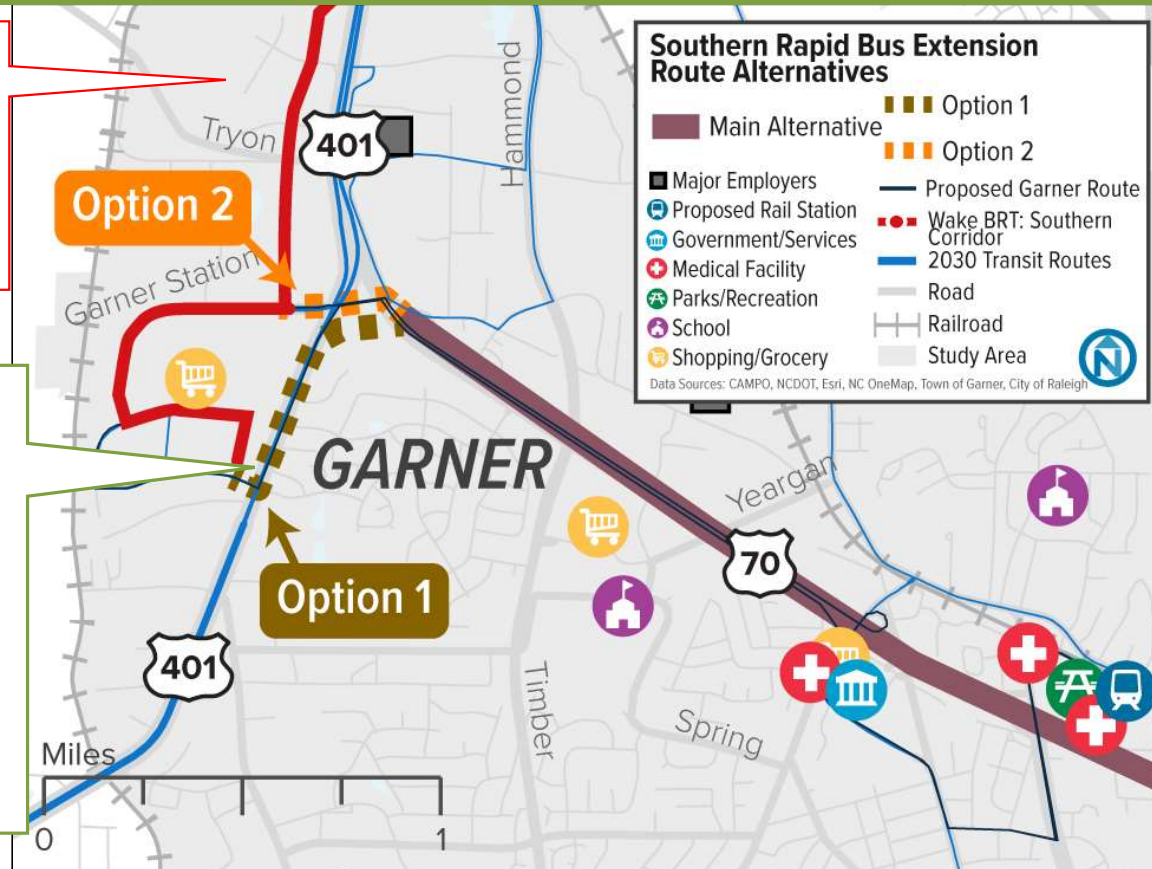 Southern Rapid Bus Extension
Route Alternatives
Main Alternative
Option 1
Option 2
Major Employers
Proposed Rail Station
Government/Services
Medical Facility
Parks/Recreation
School
Shopping/Grocery
Proposed Garner Route
Wake BRT: Southern
Corridor
2030 Transit Routes
Road
Railroad
Study Area
N
Data Sources: CAMPO, NCDOT, Esri, NC OneMap, Town of Garner, City of Raleigh
Hammond
Tryon
401
Option 2
Garner Station
GARNER
Yeargan
70
Option 1
401
Timber
Spring
Miles
0
1